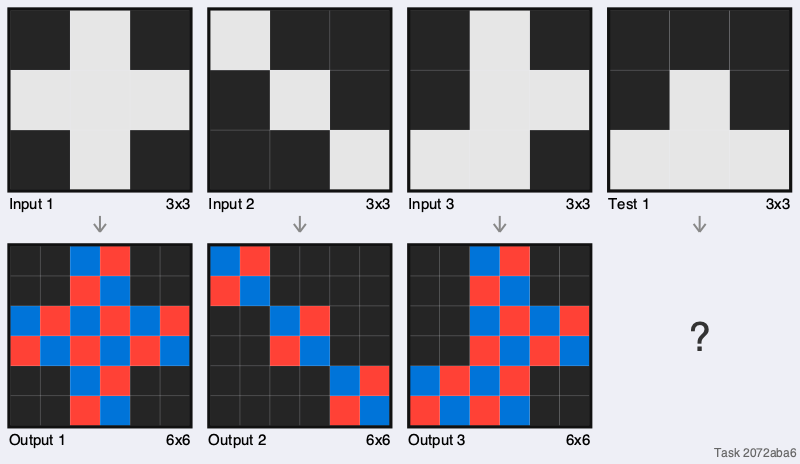 Input 1 3x3
Input 2 3x3
Input 3 3x3
Test 1 3x3
?
Output 1 6x6
Output 2 6x6
Output 3 6x6
Task 2072aba6